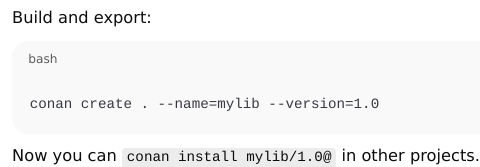 Build and export:
bash
conan create . --name=mylib --version=1.0
Now you can conan install mylib/1.0@ in other projects.